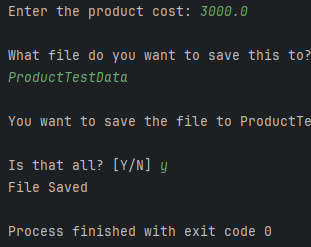 Enter the product cost: 3000.0
What file do you want to save this to?
ProductTestData
You want to save the file to ProductTe
Is that all? [Y/N] y
File Saved
Process finished with exit code 0